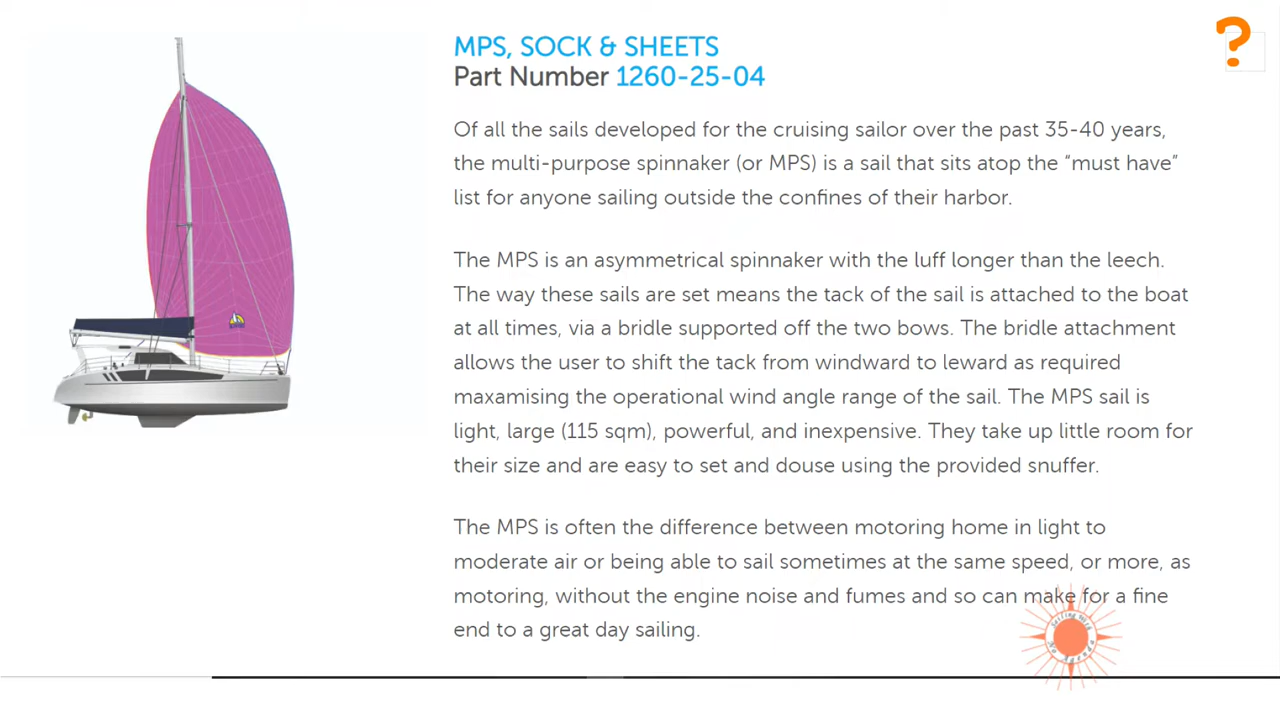 MPS, SOCK & SHEETS
Part Number 1260-25-04
?
Of all the sails developed for the cruising sailor over the past 35-40 years,
the multi-purpose spinnaker (or MPS) is a sail that sits atop the “must have”
list for anyone sailing outside the confines of their harbor.
The MPS is an asymmetrical spinnaker with the luff longer than the leech.
The way these sails are set means the tack of the sail is attached to the boat
at all times, via a bridle supported off the two bows. The bridle attachment
allows the user to shift the tack from windward to leward as required
maxamising the operational wind angle range of the sail. The MPS sail is
light, large (115 sqm), powerful, and inexpensive. They take up little room for
their size and are easy to set and douse using the provided snuffer.
The MPS is often the difference between motoring home in light to
moderate air or being able to sail sometimes at the same speed, or more, as
motoring, without the engine noise and fumes and so can make for a fine
end to a great day sailing.
Sailing With
No Agenda